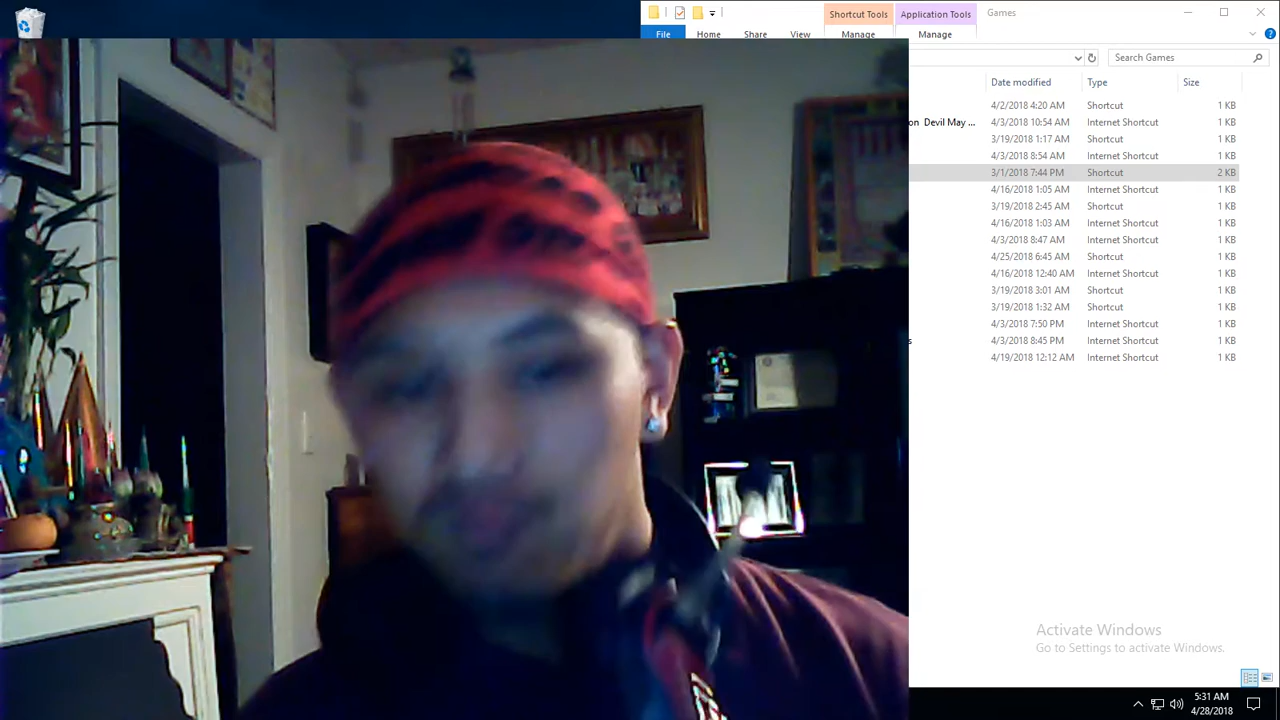 Shortcut Tools
Application Tools
Games
File
Home
Share
View
Manage
Manage
Search Games
Date modified
Type
Size
4/2/2018 4:20 AM Shortcut 1 KB
on Devil May ... 4/3/2018 10:54 AM Internet Shortcut 1 KB
3/19/2018 1:17 AM Shortcut 1 KB
4/3/2018 8:54 AM Internet Shortcut 1 KB
3/1/2018 7:44 PM Shortcut 2 KB
4/16/2018 1:05 AM Internet Shortcut 1 KB
3/19/2018 2:45 AM Shortcut 1 KB
4/16/2018 1:03 AM Internet Shortcut 1 KB
4/3/2018 8:47 AM Internet Shortcut 1 KB
4/25/2018 6:45 AM Shortcut 1 KB
4/16/2018 12:40 AM Internet Shortcut 1 KB
3/19/2018 3:01 AM Shortcut 1 KB
3/19/2018 1:32 AM Shortcut 1 KB
4/3/2018 7:50 PM Internet Shortcut 1 KB
s 4/3/2018 8:45 PM Internet Shortcut 1 KB
4/19/2018 12:12 AM Internet Shortcut 1 KB
Activate Windows
Go to Settings to activate Windows.
5:31 AM
4/28/2018